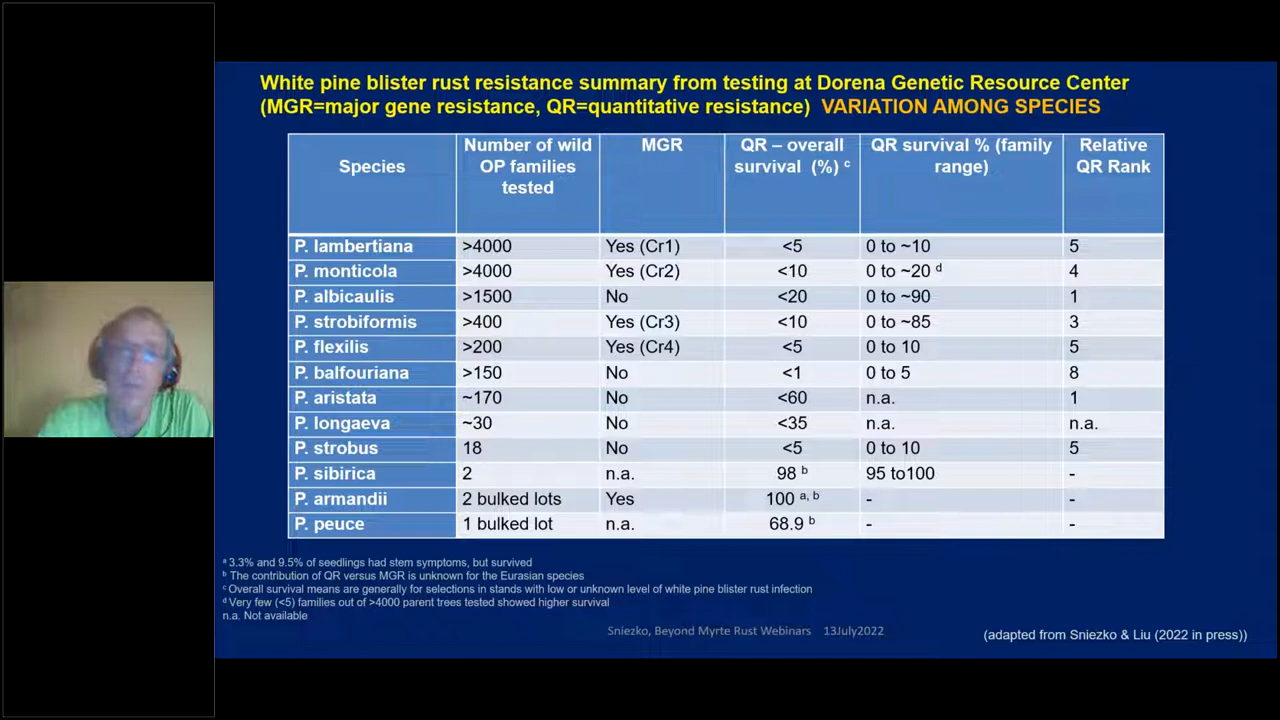 White pine blister rust resistance summary from testing at Dorena Genetic Resource Center
(MGR=major gene resistance, QR=quantitative resistance) VARIATION AMONG SPECIES
Species Number of wild OP families tested MGR QR – overall survival (%) c QR survival % (family range) Relative QR Rank
P. lambertiana >4000 Yes (Cr1) <5 0 to ~10 5
P. monticola >4000 Yes (Cr2) <10 0 to ~20 d 4
P. albicaulis >1500 No <20 0 to ~90 1
P. strobiformis >400 Yes (Cr3) <10 0 to ~85 3
P. flexilis >200 Yes (Cr4) <5 0 to 10 5
P. balfouriana >150 No <1 0 to 5 8
P. aristata ~170 No <60 n.a. 1
P. longaeva ~30 No <35 n.a. n.a.
P. strobus 18 No <5 0 to 10 5
P. sibirica 2 n.a. 98 b 95 to100 -
P. armandii 2 bulked lots Yes 100 a, b - -
P. peuce 1 bulked lot n.a. 68.9 b - -
a 3.3% and 9.5% of seedlings had stem symptoms, but survived
b The contribution of QR versus MGR is unknown for the Eurasian species
c Overall survival means are generally for selections in stands with low or unknown level of white pine blister rust infection
d Very few (<5) families out of >4000 parent trees tested showed higher survival
n.a. Not available
Sniezko, Beyond Myrte Rust Webinars 13July2022
(adapted from Sniezko & Liu (2022 in press))